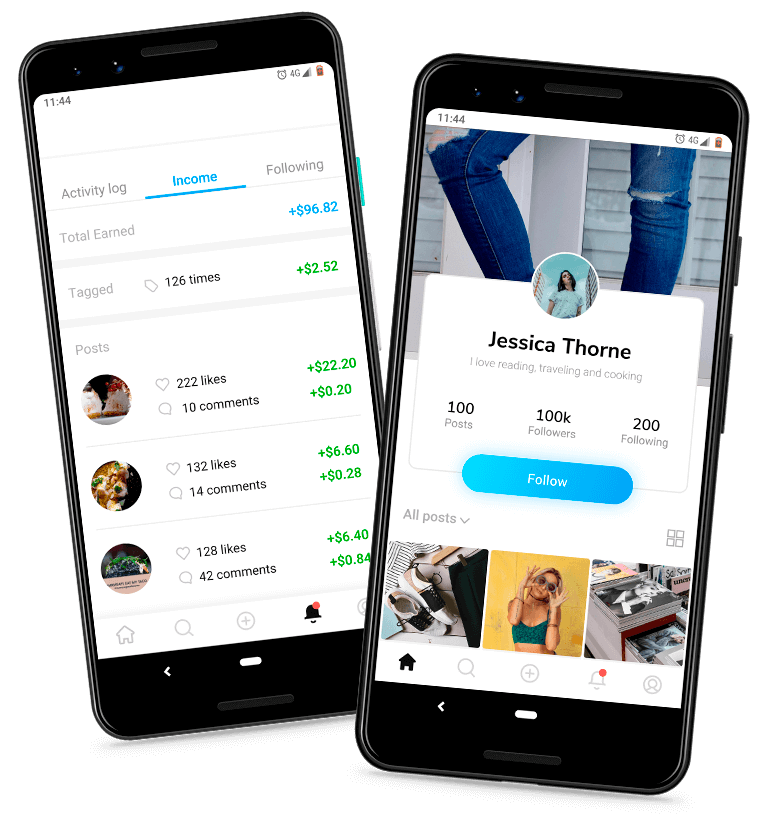 11:44
4G
Activity log
Income
Following
Total Earned
+$96.82
Tagged
126 times
+$2.52
Posts
222 likes
+$22.20
10 comments
+$0.20
132 likes
+$6.60
14 comments
+$0.28
128 likes
+$6.40
42 comments
+$0.84
11:44
4G
Jessica Thorne
I love reading, traveling and cooking
100
Posts
100k
Followers
200
Following
Follow
All posts